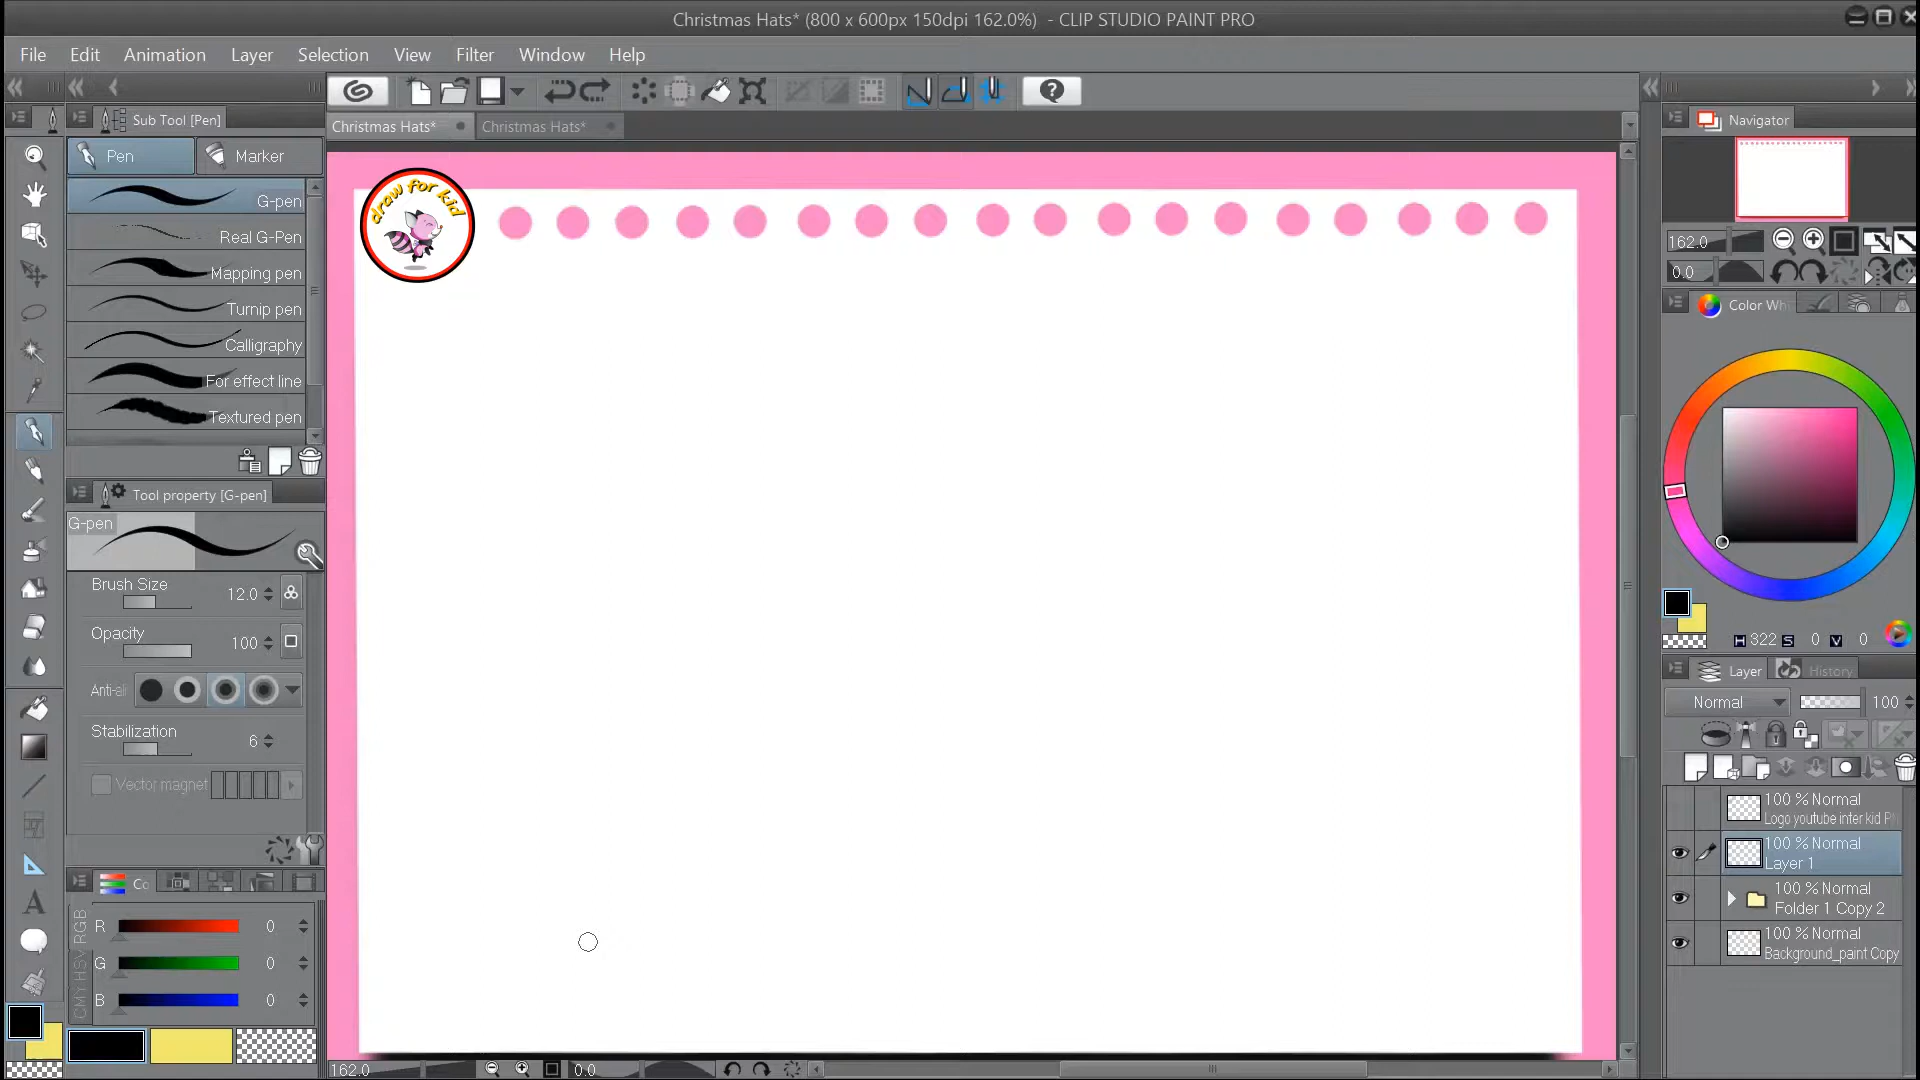 Christmas Hats* (800 x 600px 150dpi 162.0%) - CLIP STUDIO PAINT PRO
File Edit Animation Layer Selection View Filter Window Help
Sub Tool [Pen]
Pen Marker
G-pen
Real G-Pen
Mapping pen
Turnip pen
Calligraphy
For effect line
Textured pen
Tool property [G-pen]
G-pen
Brush Size 12.0
Opacity 100
Anti-ali
Stabilization 6
Vector magnet
Co
RGB
HSV
CMY
R 0
G 0
B 0
Christmas Hats* Christmas Hats*
draw for kid
162.0 0.0
Navigator
162.0
0.0
Color Wh
H 322 S 0 V 0
Layer History
Normal 100
100 % Normal
Logo youtube inter kid P
100 % Normal
Layer 1
100 % Normal
Folder 1 Copy 2
100 % Normal
Background_paint Copy